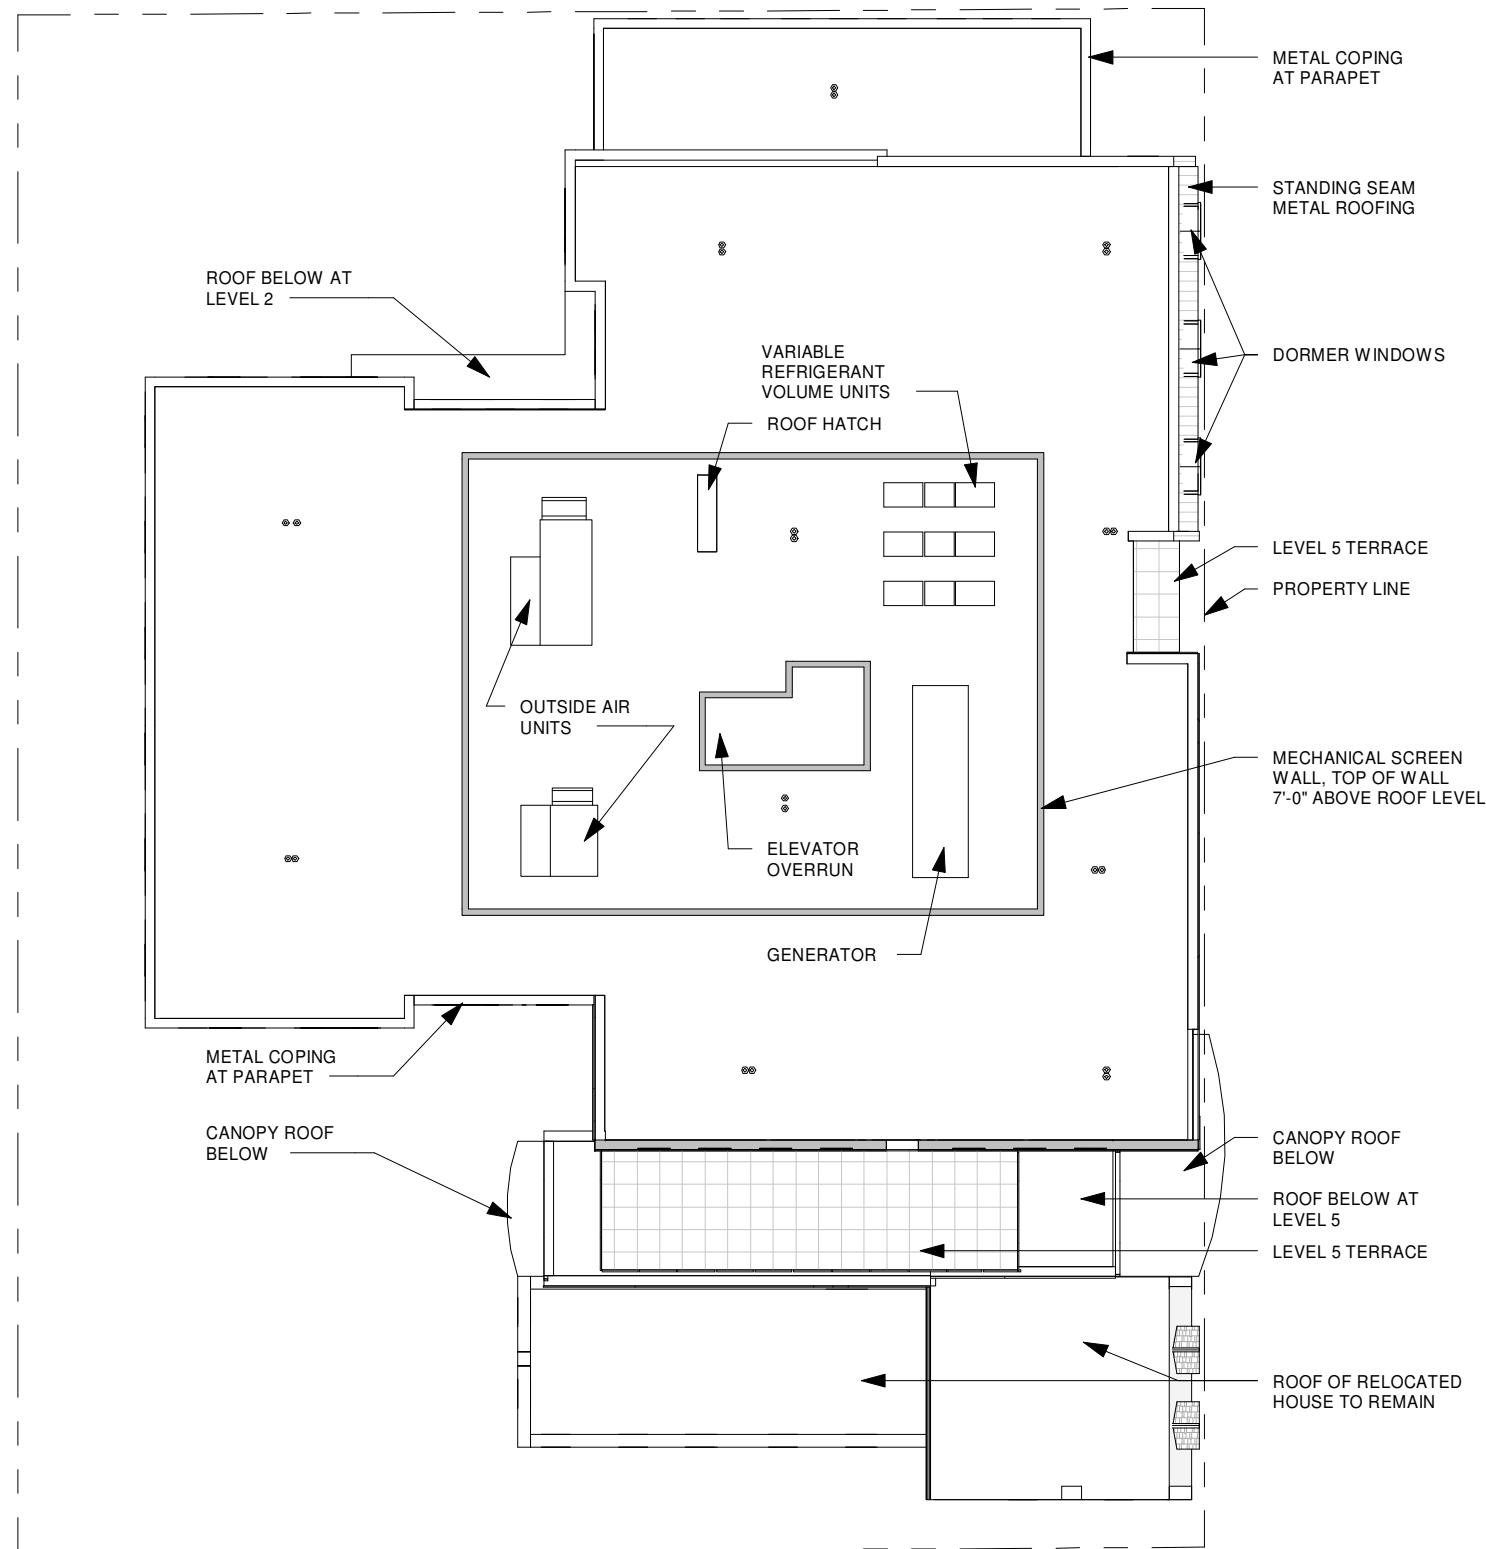 METAL COPING
AT PARAPET
STANDING SEAM
METAL ROOFING
ROOF BELOW AT
LEVEL 2
VARIABLE
REFRIGERANT
VOLUME UNITS
DORMER WINDOWS
ROOF HATCH
LEVEL 5 TERRACE
PROPERTY LINE
OUTSIDE AIR
UNITS
MECHANICAL SCREEN
WALL, TOP OF WALL
7'-0" ABOVE ROOF LEVEL
ELEVATOR
OVERRUN
GENERATOR
METAL COPING
AT PARAPET
CANOPY ROOF
BELOW
CANOPY ROOF
BELOW
ROOF BELOW AT
LEVEL 5
LEVEL 5 TERRACE
ROOF OF RELOCATED
HOUSE TO REMAIN